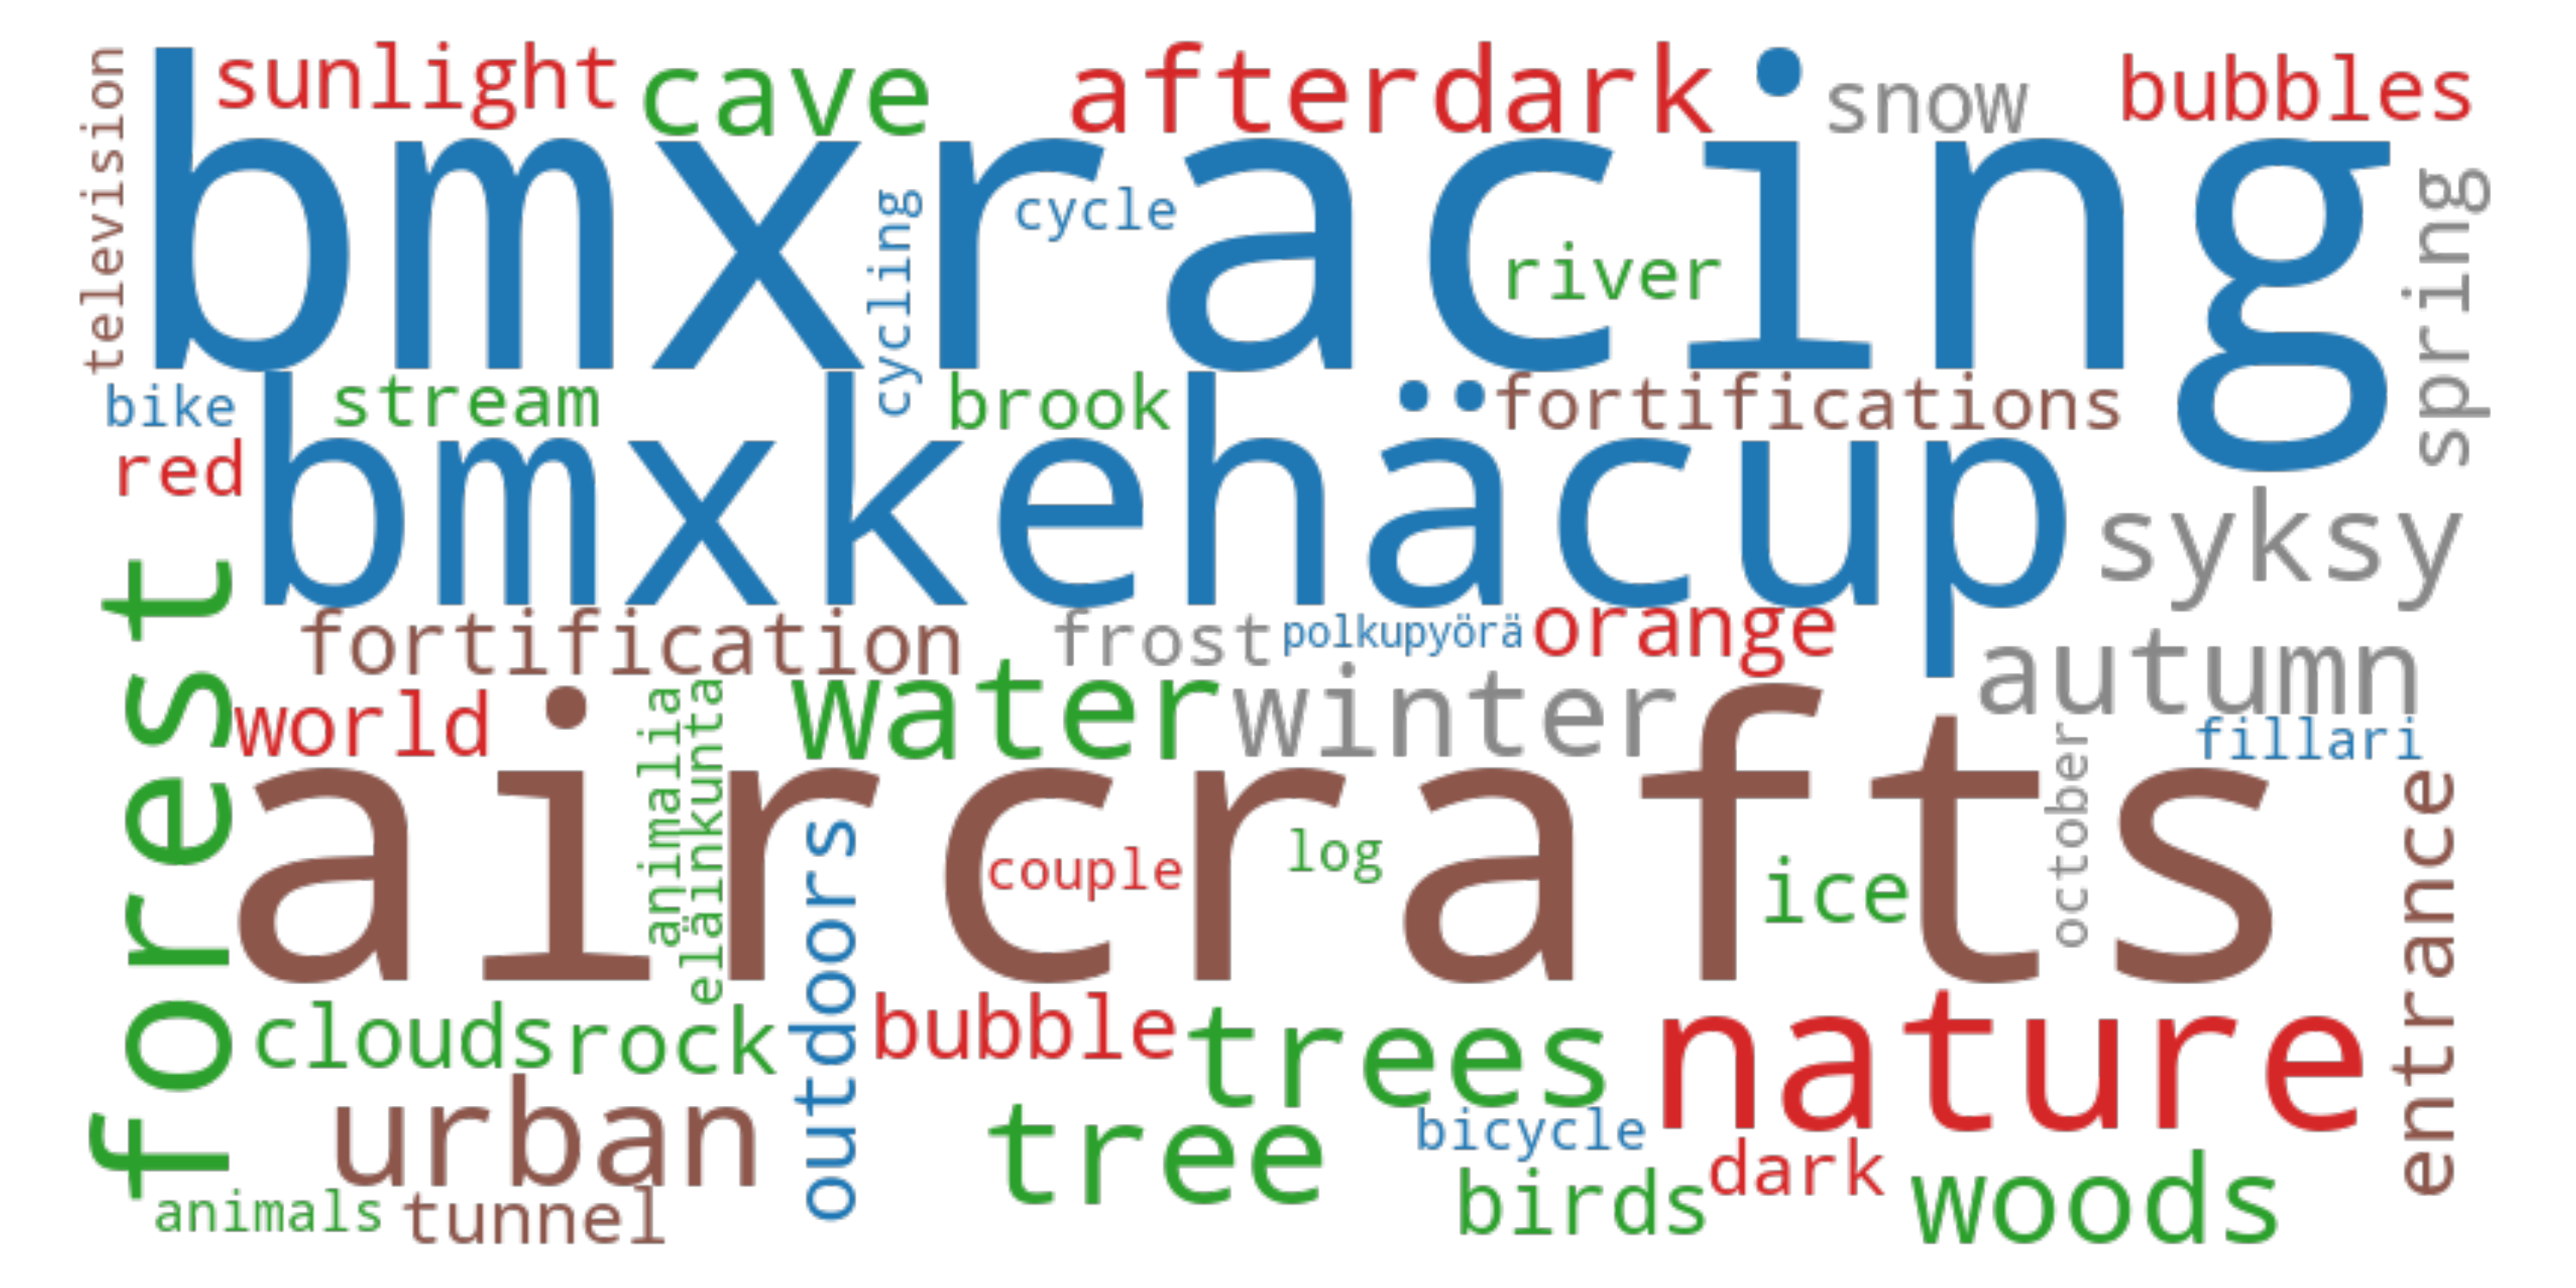 television
sunlight
cave
afterdark
snow
bubbles
bmxracing
cycling
cycle
river
spring
bike
stream
brook
fortifications
red
bmxkehäcup
syksy
forest
fortification
frost
polkupyörä
orange
autumn
world
animalia
eläinkunta
water
winter
fillari
aircrafts
outdoors
couple
log
ice
october
entrance
clouds
rock
bubble
trees
nature
urban
tree
bicycle
dark
birds
woods
animals
tunnel